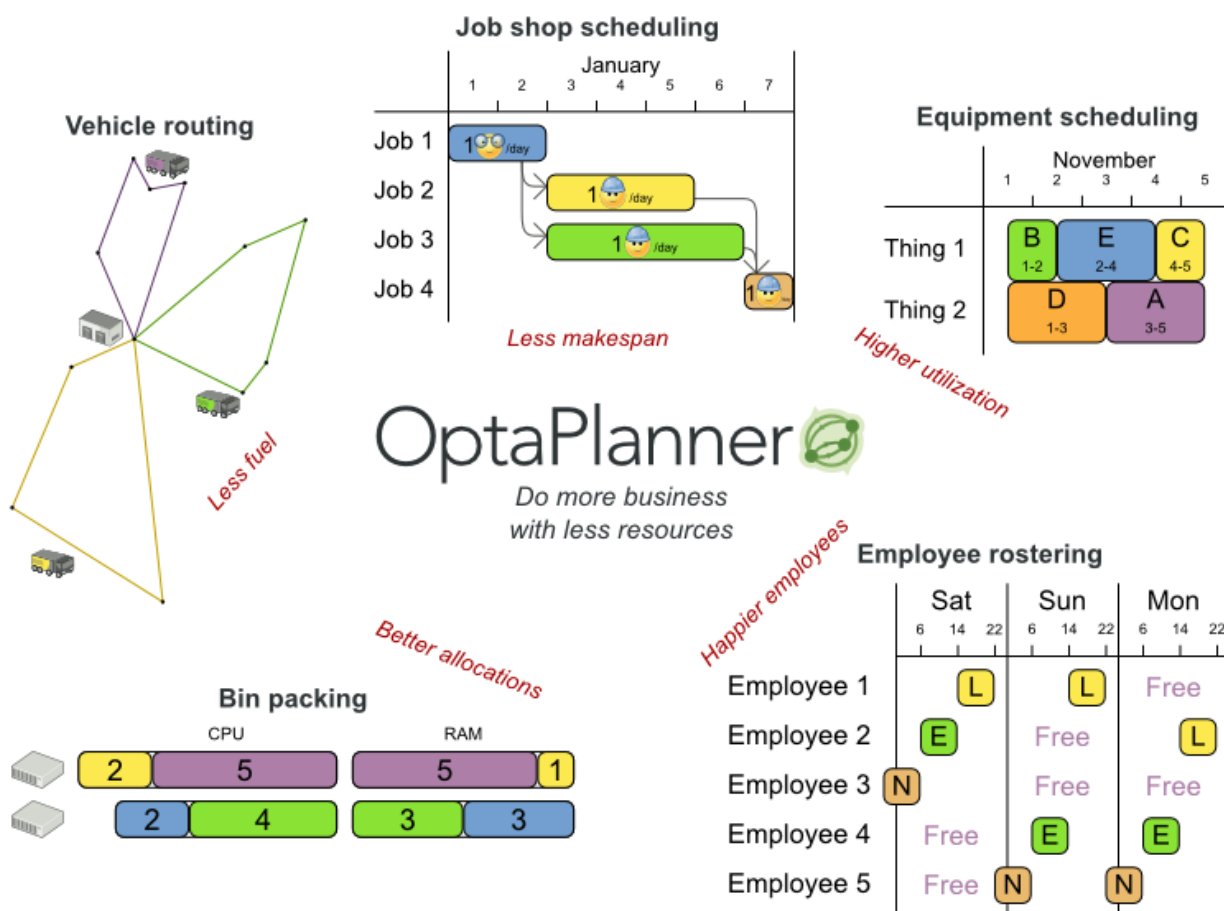 Job shop scheduling
January
1 2 3 4 5 6 7
Job 1
1 /day
Job 2
1 /day
Job 3
1 /day
Job 4
1
Less makespan
Vehicle routing
Less fuel
Equipment scheduling
November
1 2 3 4 5
Thing 1
B E C
1-2 2-4 4-5
Thing 2
D A
1-3 3-5
Higher utilization
OptaPlanner
Do more business
with less resources
Better allocations
Happier employees
Bin packing
CPU RAM
2 5 5 1
2 4 3 3
Employee rostering
Sat Sun Mon
6 14 22 6 14 22 6 14 22
Employee 1 L L Free
Employee 2 E Free L
Employee 3 N Free Free
Employee 4 Free E E
Employee 5 Free N N